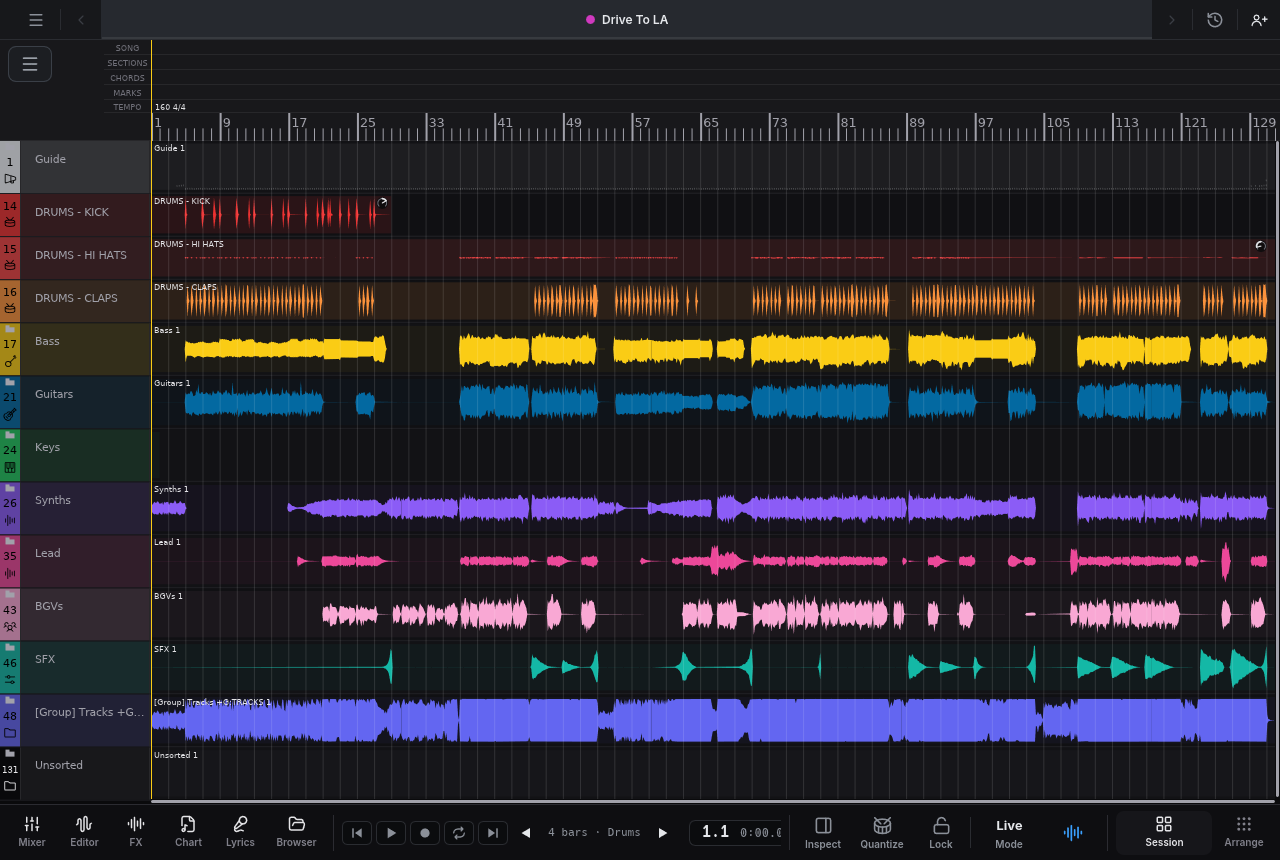 Drive To LA
SONG
SECTIONS
CHORDS
MARKS
TEMPO
160 4/4
1 9 17 25 33 41 49 57 65 73 81 89 97 105 113 121 129
1 Guide
Guide 1
14 DRUMS - KICK
DRUMS - KICK
15 DRUMS - HI HATS
DRUMS - HI HATS
16 DRUMS - CLAPS
DRUMS - CLAPS
17 Bass
Bass 1
21 Guitars
Guitars 1
24 Keys
26 Synths
Synths 1
35 Lead
Lead 1
43 BGVs
BGVs 1
46 SFX
SFX 1
48 [Group] Tracks +G...
[Group] Tracks +G:TRACKS 1
131 Unsorted
Unsorted 1
Mixer Editor FX Chart Lyrics Browser
4 bars · Drums
1.1 0:00.0
Inspect Quantize Lock
Live
Mode
Session Arrange